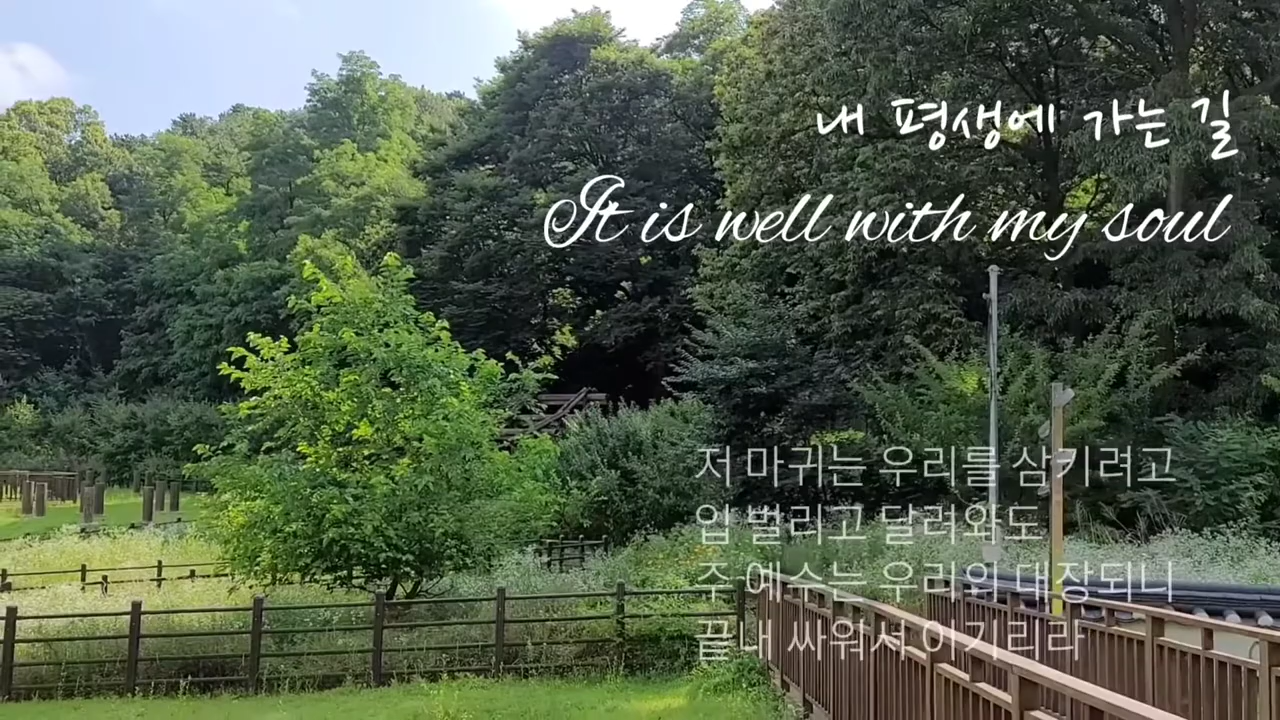 내 평생에 가는 길
It is well with my soul
저 마귀는 우리를 삼키려고
입 벌리고 달려와도
주 예수는 우리의 대장되니
끝내 싸워서 이기리라